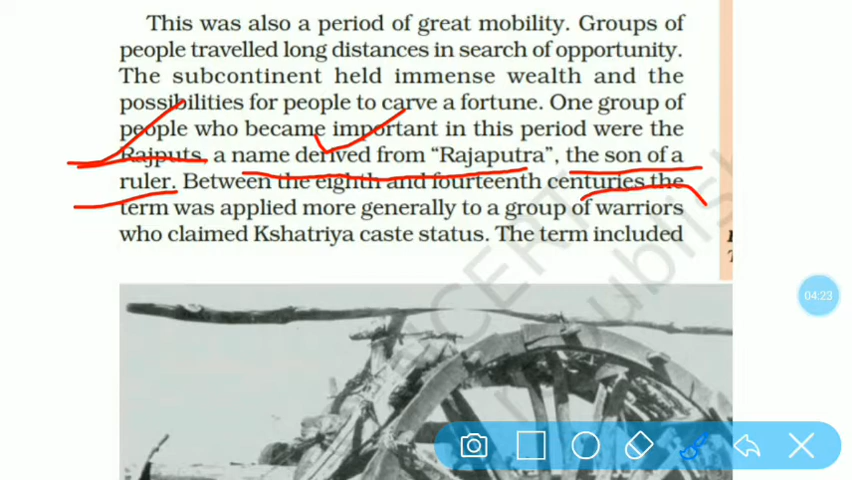 This was also a period of great mobility. Groups of
people travelled long distances in search of opportunity.
The subcontinent held immense wealth and the
possibilities for people to carve a fortune. One group of
people who became important in this period were the
Rajputs, a name derived from “Rajaputra”, the son of a
ruler. Between the eighth and fourteenth centuries the
term was applied more generally to a group of warriors
who claimed Kshatriya caste status. The term included
04:23